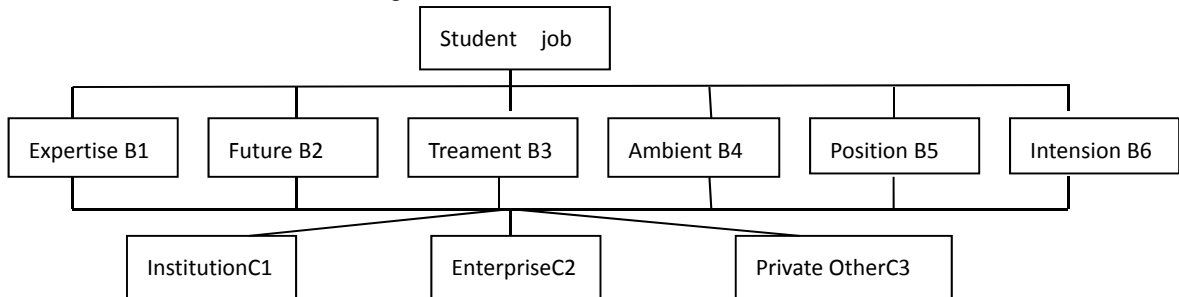 Student job
Expertise B1
Future B2
Treament B3
Ambient B4
Position B5
Intension B6
InstitutionC1
EnterpriseC2
Private OtherC3